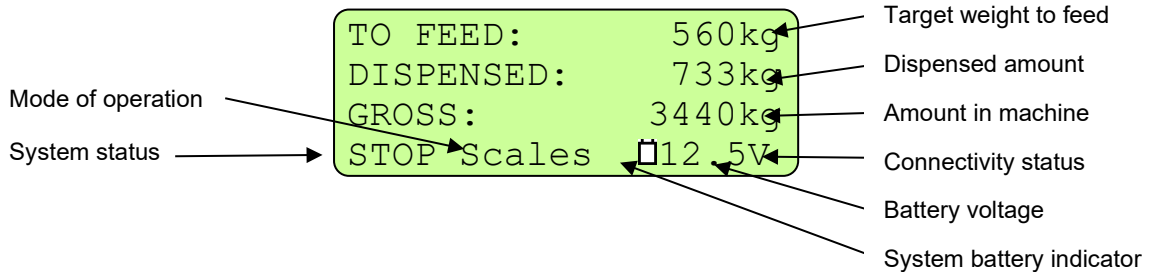 Target weight to feed
TO FEED: 560kg
DISPENSED: 733kg
Dispensed amount
Mode of operation
GROSS: 3440kg
Amount in machine
System status
STOP Scales 12.5V
Connectivity status
Battery voltage
System battery indicator